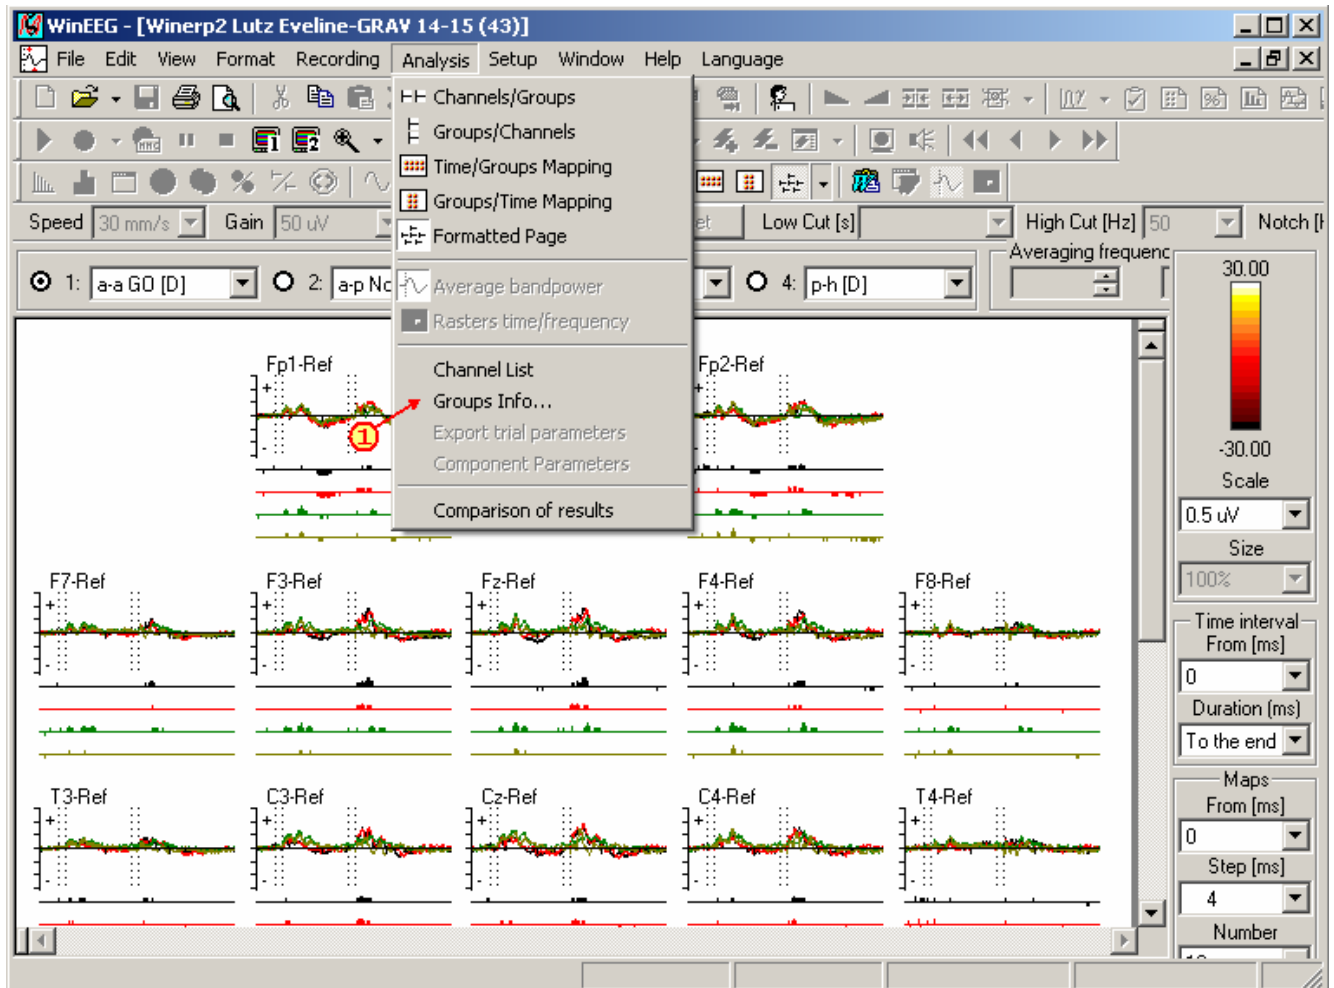 WinEEG - [Winerp2 Lutz Eveline-GRAV 14-15 (43)]
File Edit View Format Recording Analysis Setup Window Help Language
Channels/Groups
Groups/Channels
Time/Groups Mapping
Groups/Time Mapping
Formatted Page
Average bandpower
Rasters time/frequency
Channel List
Groups Info...
Export trial parameters
Component Parameters
Comparison of results
1
Speed 30 mm/s Gain 50 uV Low Cut [s] High Cut [Hz] 50 Notch
Averaging
1: a-a GO [D] 2: a-p 4: p-h [D]
30.00
-30.00
Scale
0.5 uV
Size
100%
Time interval
From [ms]
0
Duration (ms)
To the end
Maps
From [ms]
0
Step [ms]
4
Number
Fp1-Ref Fp2-Ref
F7-Ref F3-Ref Fz-Ref F4-Ref F8-Ref
T3-Ref C3-Ref Cz-Ref C4-Ref T4-Ref